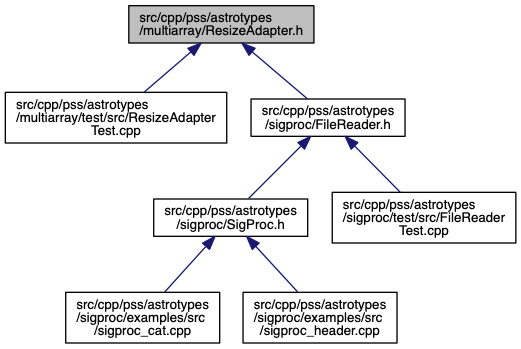 src/cpp/pss/astrotypes
/multiarray/ResizeAdapter.h
src/cpp/pss/astrotypes
/multiarray/test/src/ResizeAdapter
Test.cpp
src/cpp/pss/astrotypes
/sigproc/FileReader.h
src/cpp/pss/astrotypes
/sigproc/SigProc.h
src/cpp/pss/astrotypes
/sigproc/test/src/FileReader
Test.cpp
src/cpp/pss/astrotypes
/sigproc/examples/src
/sigproc_cat.cpp
src/cpp/pss/astrotypes
/sigproc/examples/src
/sigproc_header.cpp